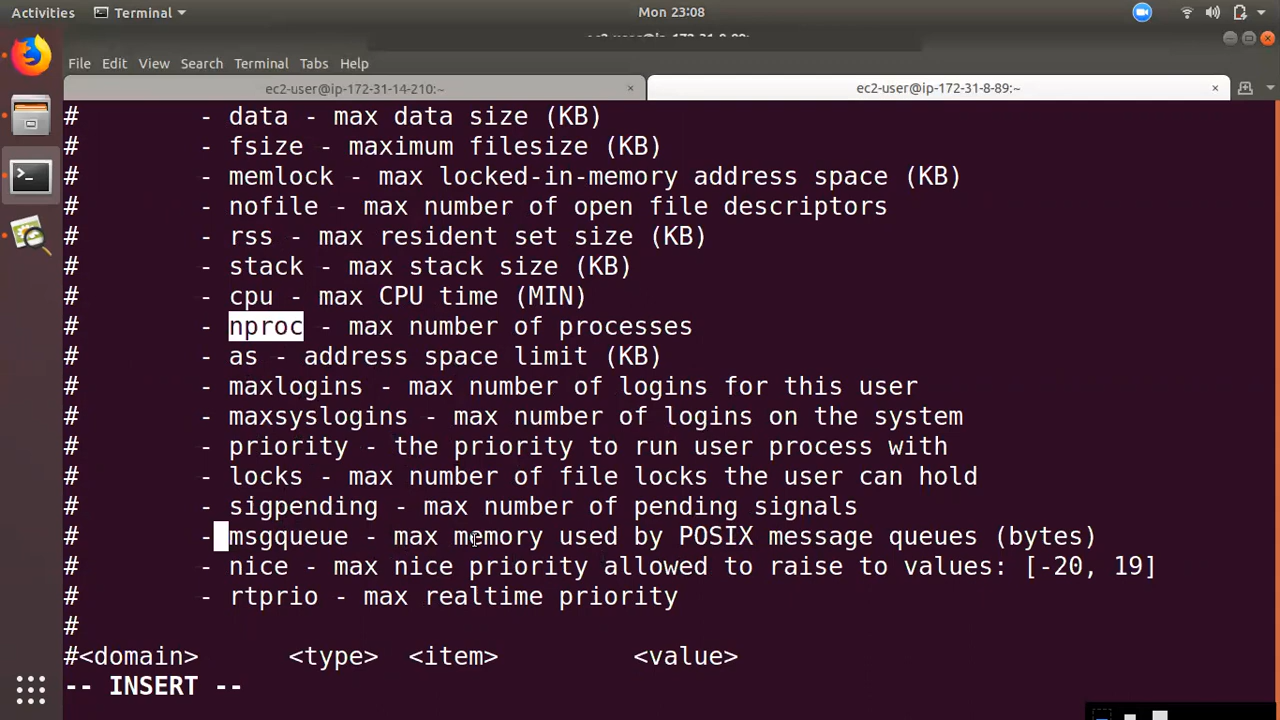 Activities Terminal Mon 23:08
File Edit View Search Terminal Tabs Help
ec2-user@ip-172-31-14-210:~ × ec2-user@ip-172-31-8-89:~ ×
# - data - max data size (KB)
# - fsize - maximum filesize (KB)
# - memlock - max locked-in-memory address space (KB)
# - nofile - max number of open file descriptors
# - rss - max resident set size (KB)
# - stack - max stack size (KB)
# - cpu - max CPU time (MIN)
# - nproc - max number of processes
# - as - address space limit (KB)
# - maxlogins - max number of logins for this user
# - maxsyslogins - max number of logins on the system
# - priority - the priority to run user process with
# - locks - max number of file locks the user can hold
# - sigpending - max number of pending signals
# - msgqueue - max memory used by POSIX message queues (bytes)
# - nice - max nice priority allowed to raise to values: [-20, 19]
# - rtprio - max realtime priority
#
#<domain> <type> <item> <value>
-- INSERT --